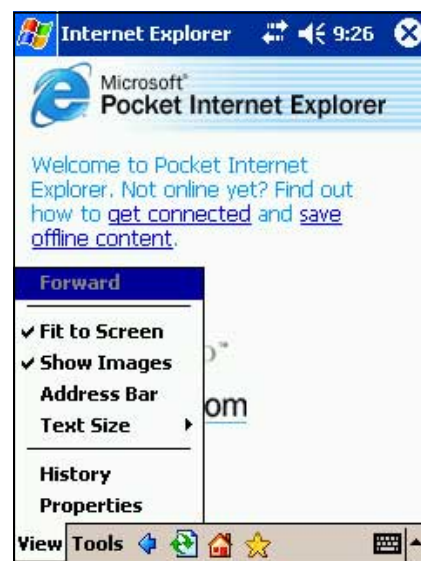 Internet Explorer 9:26
Microsoft®
Pocket Internet Explorer
Welcome to Pocket Internet
Explorer. Not online yet? Find out
how to get connected and save
offline content.
Forward
Fit to Screen
Show Images
Address Bar
Text Size
om
History
Properties
View Tools